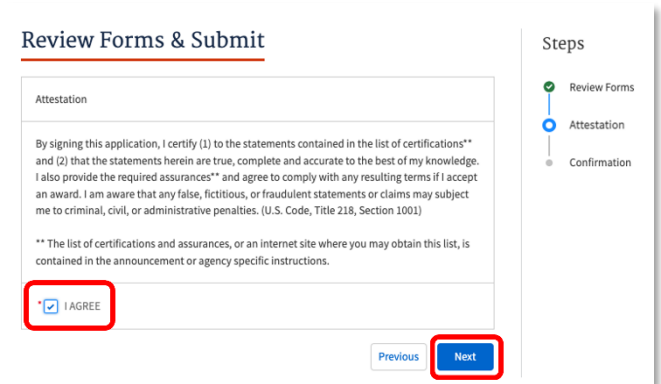 Review Forms & Submit
Steps
Attestation
By signing this application, I certify (1) to the statements contained in the list of certifications**
and (2) that the statements herein are true, complete and accurate to the best of my knowledge.
I also provide the required assurances** and agree to comply with any resulting terms if I accept
an award. I am aware that any false, fictitious, or fraudulent statements or claims may subject
me to criminal, civil, or administrative penalties. (U.S. Code, Title 218, Section 1001)
** The list of certifications and assurances, or an internet site where you may obtain this list, is
contained in the announcement or agency specific instructions.
* I AGREE
Previous
Next
Review Forms
Attestation
Confirmation